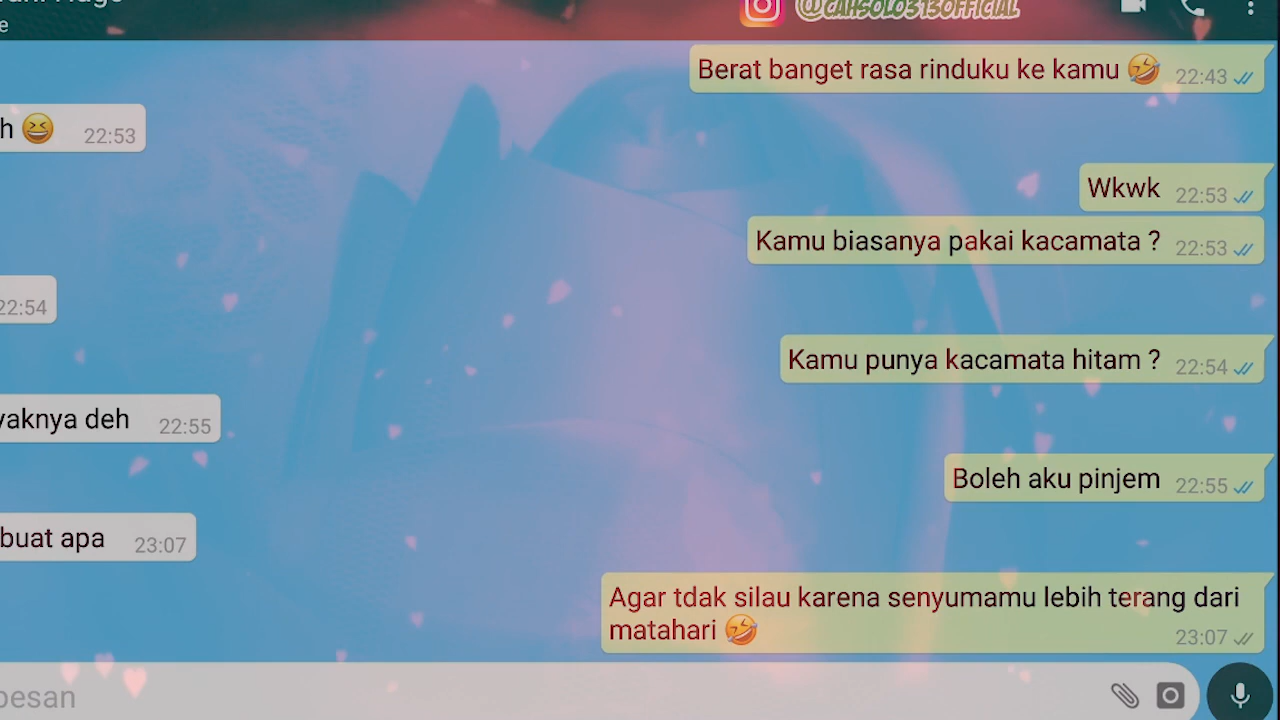 @CAHSOLO313OFFICIAL
Berat banget rasa rinduku ke kamu 🤣 22:43
h 😆 22:53
Wkwk 22:53
Kamu biasanya pakai kacamata ? 22:53
22:54
Kamu punya kacamata hitam ? 22:54
yaknya deh 22:55
Boleh aku pinjem 22:55
buat apa 23:07
Agar tdak silau karena senyumamu lebih terang dari
matahari 🤣 23:07
pesan